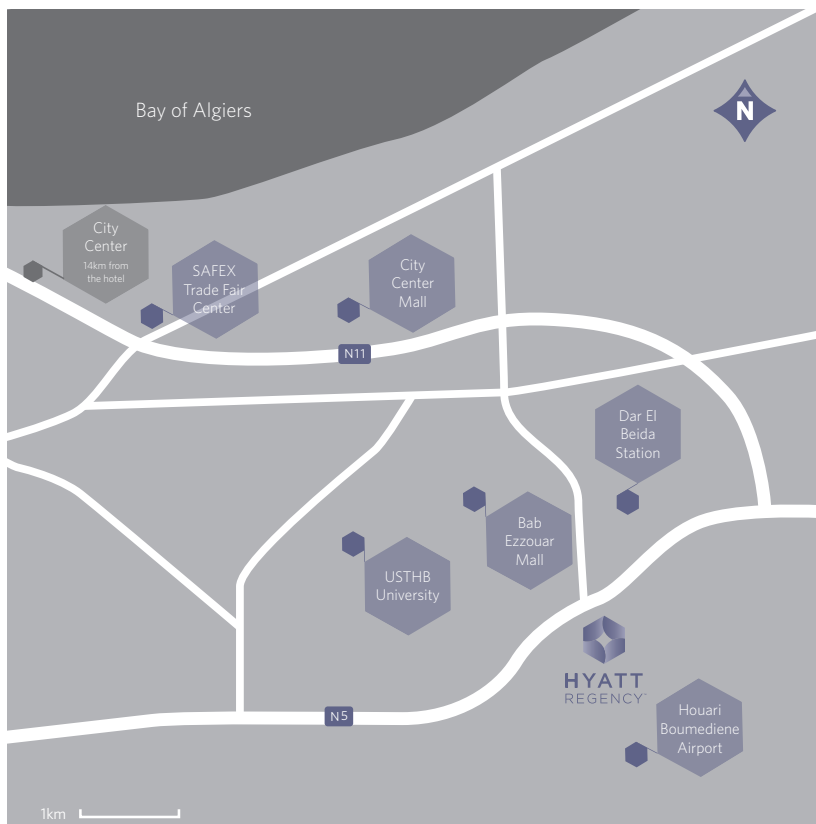 Bay of Algiers
N
City
Center
14km from
the hotel
SAFEX
Trade Fair
Center
City
Center
Mall
N11
Dar El
Beida
Station
Bab
Ezzouar
Mall
USTHB
University
HYATT
REGENCY™
N5
Houari
Boumediene
Airport
1km